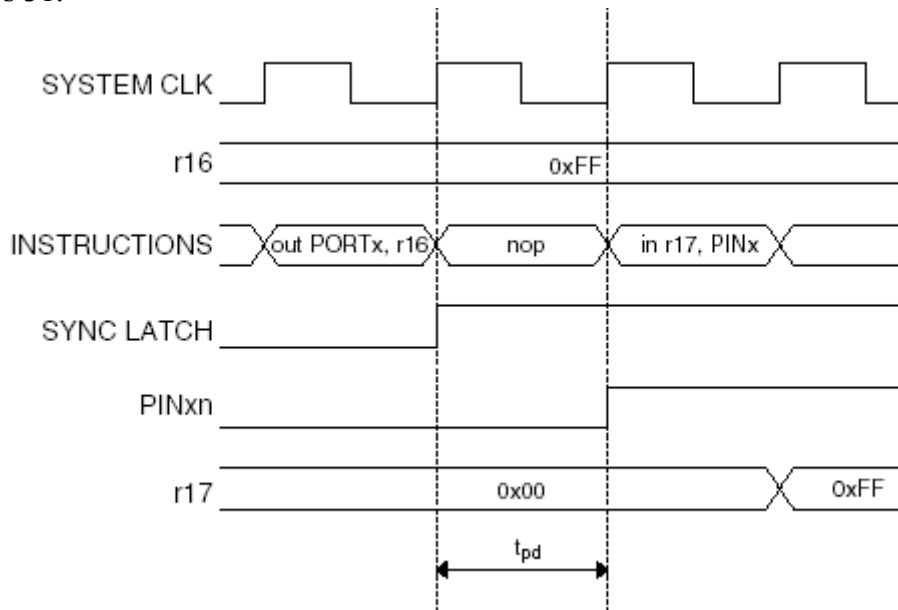 SYSTEM CLK
r16 0xFF
INSTRUCTIONS out PORTx, r16 nop in r17, PINx
SYNC LATCH
PINxn
r17 0x00 0xFF
tpd